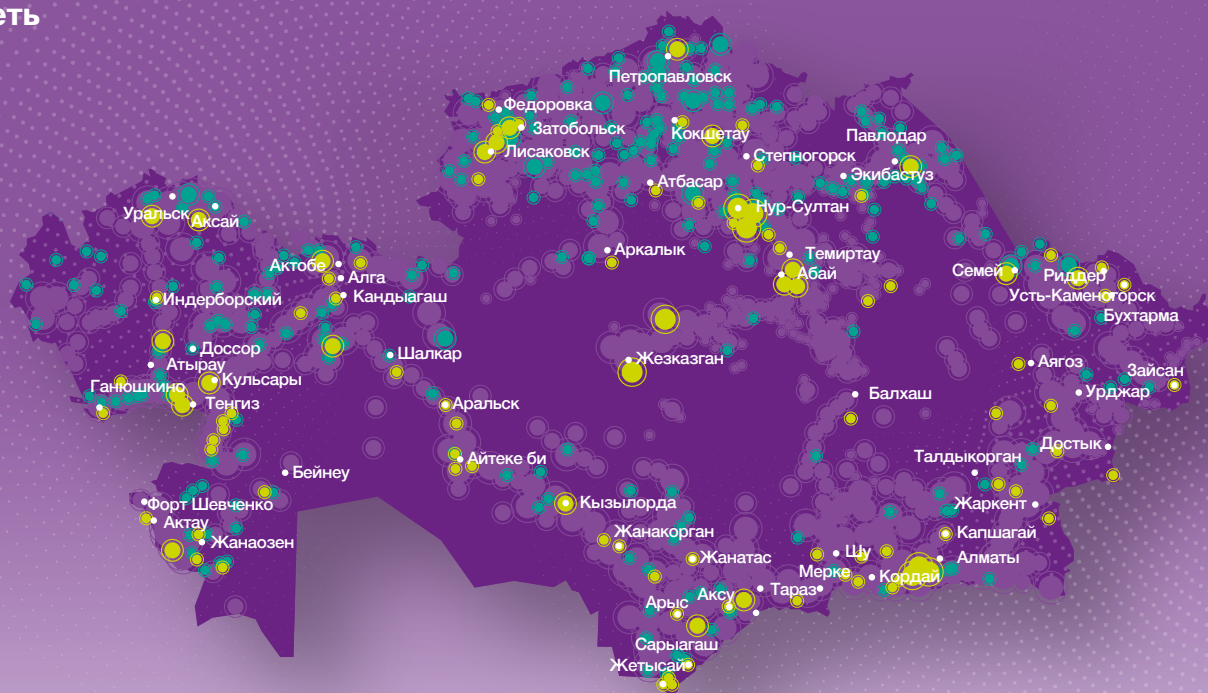 Петропавловск
Федоровка
Затобольск
Кокшетау
Павлодар
Лисаковск
Степногорск
Экибастуз
Атбасар
Уральск
Аксай
Нур-Султан
Аркалык
Темиртау
Актобе
Абай
Семей
Риддер
Алга
Индерборский
Кандыагаш
Усть-Каменогорск
Бухтарма
Доссор
Шалкар
Жезказган
Атырау
Аягоз
Зайсан
Ганюшкино
Кульсары
Балхаш
Урджар
Тенгиз
Аральск
Достык
Айтеке би
Талдыкорган
Бейнеу
Форт Шевченко
Кызылорда
Жаркент
Актау
Жанакорган
Капшагай
Жанаозен
Жанатас
Шу
Алматы
Мерке
Кордай
Аксу
Тараз
Арыс
Сарыагаш
Жетысай